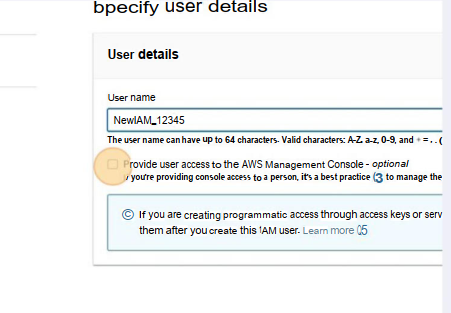 bpecify user details
User details
User name
NewIAM_12345
The user name can have up to 64 characters. Valid characters: A-Z, a-z, 0-9, and + = . . (
Provide user access to the AWS Management Console - optional
you're providing console access to a person, it's a best practice (3 to manage the
© If you are creating programmatic access through access keys or serv
them after you create this !AM user. Learn more 05